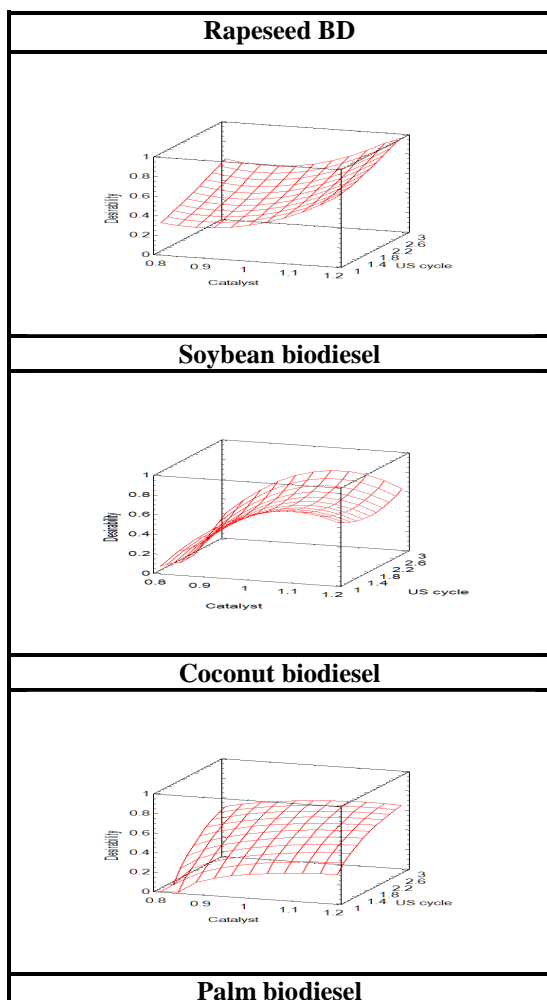 Rapeseed BD
1
0.8
0.6
0.4
0.2
0
Desirability
0.8 0.9 1 1.1 1.2
Catalyst
1 1.4 1.8 2.2 2.6 3
US cycle
Soybean biodiesel
1
0.8
0.6
0.4
0.2
0
Desirability
0.8 0.9 1 1.1 1.2
Catalyst
1 1.4 1.8 2.2 2.6 3
US cycle
Coconut biodiesel
1
0.8
0.6
0.4
0.2
0
Desirability
0.8 0.9 1 1.1 1.2
Catalyst
1 1.4 1.8 2.2 2.6 3
US cycle
Palm biodiesel